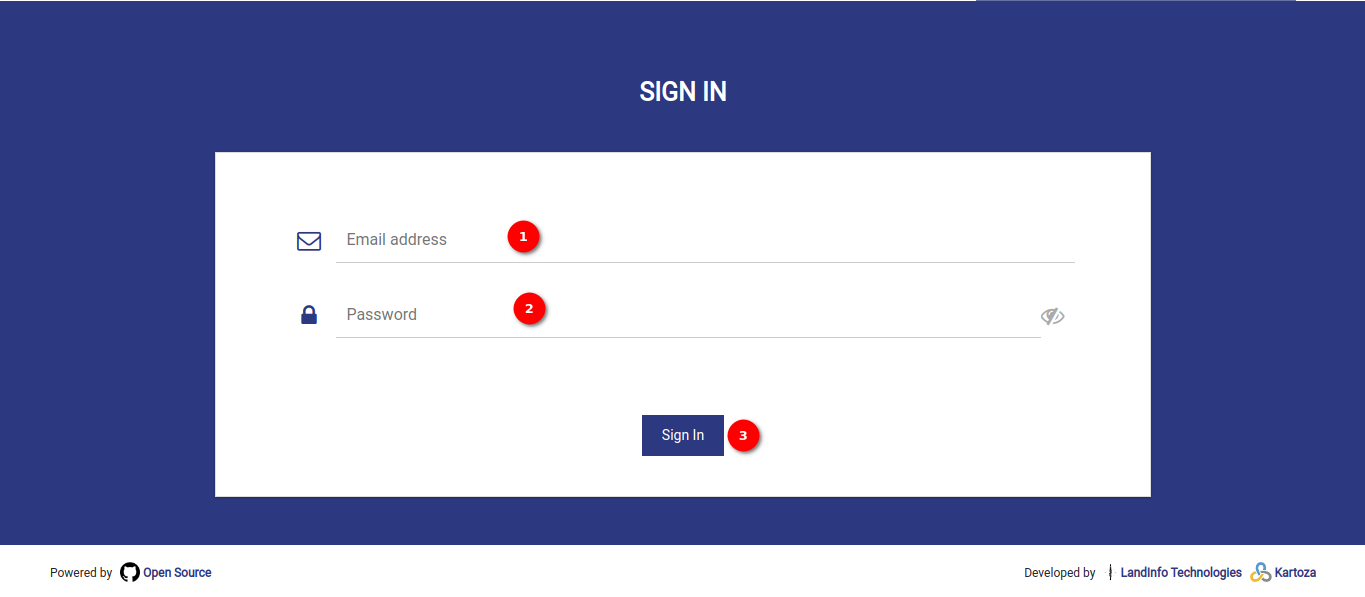 SIGN IN
Email address 1
Password 2
Sign In 3
Powered by Open Source
Developed by LandInfo Technologies Kartoza